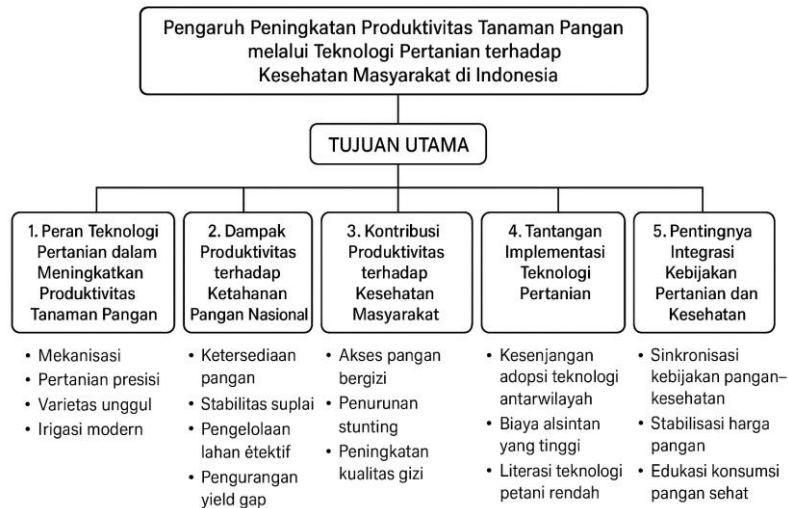 Pengaruh Peningkatan Produktivitas Tanaman Pangan
melalui Teknologi Pertanian terhadap
Kesehatan Masyarakat di Indonesia
TUJUAN UTAMA
1. Peran Teknologi
Pertanian dalam
Meningkatkan
Produktivitas
Tanaman Pangan
• Mekanisasi
• Pertanian presisi
• Varietas unggul
• Irigasi modern
2. Dampak
Produktivitas
terhadap
Ketahanan
Pangan Nasional
• Ketersediaan
pangan
• Stabilitas suplai
• Pengelolaan
lahan étektif
• Pengurangan
yield gap
3. Kontribusi
Produktivitas
terhadap
Kesehatan
Masyarakat
• Akses pangan
bergizi
• Penurunan
stunting
• Peningkatan
kualitas gizi
4. Tantangan
Implementasi
Teknologi
Pertanian
• Kesenjangan
adopsi teknologi
antarwilayah
• Biaya alsintan
yang tinggi
• Literasi teknologi
petani rendah
5. Pentingnya
Integrasi
Kebijakan
Pertanian dan
Kesehatan
• Sinkronisasi
kebijakan pangan–
kesehatan
• Stabilisasi harga
pangan
• Edukasi konsumsi
pangan sehat